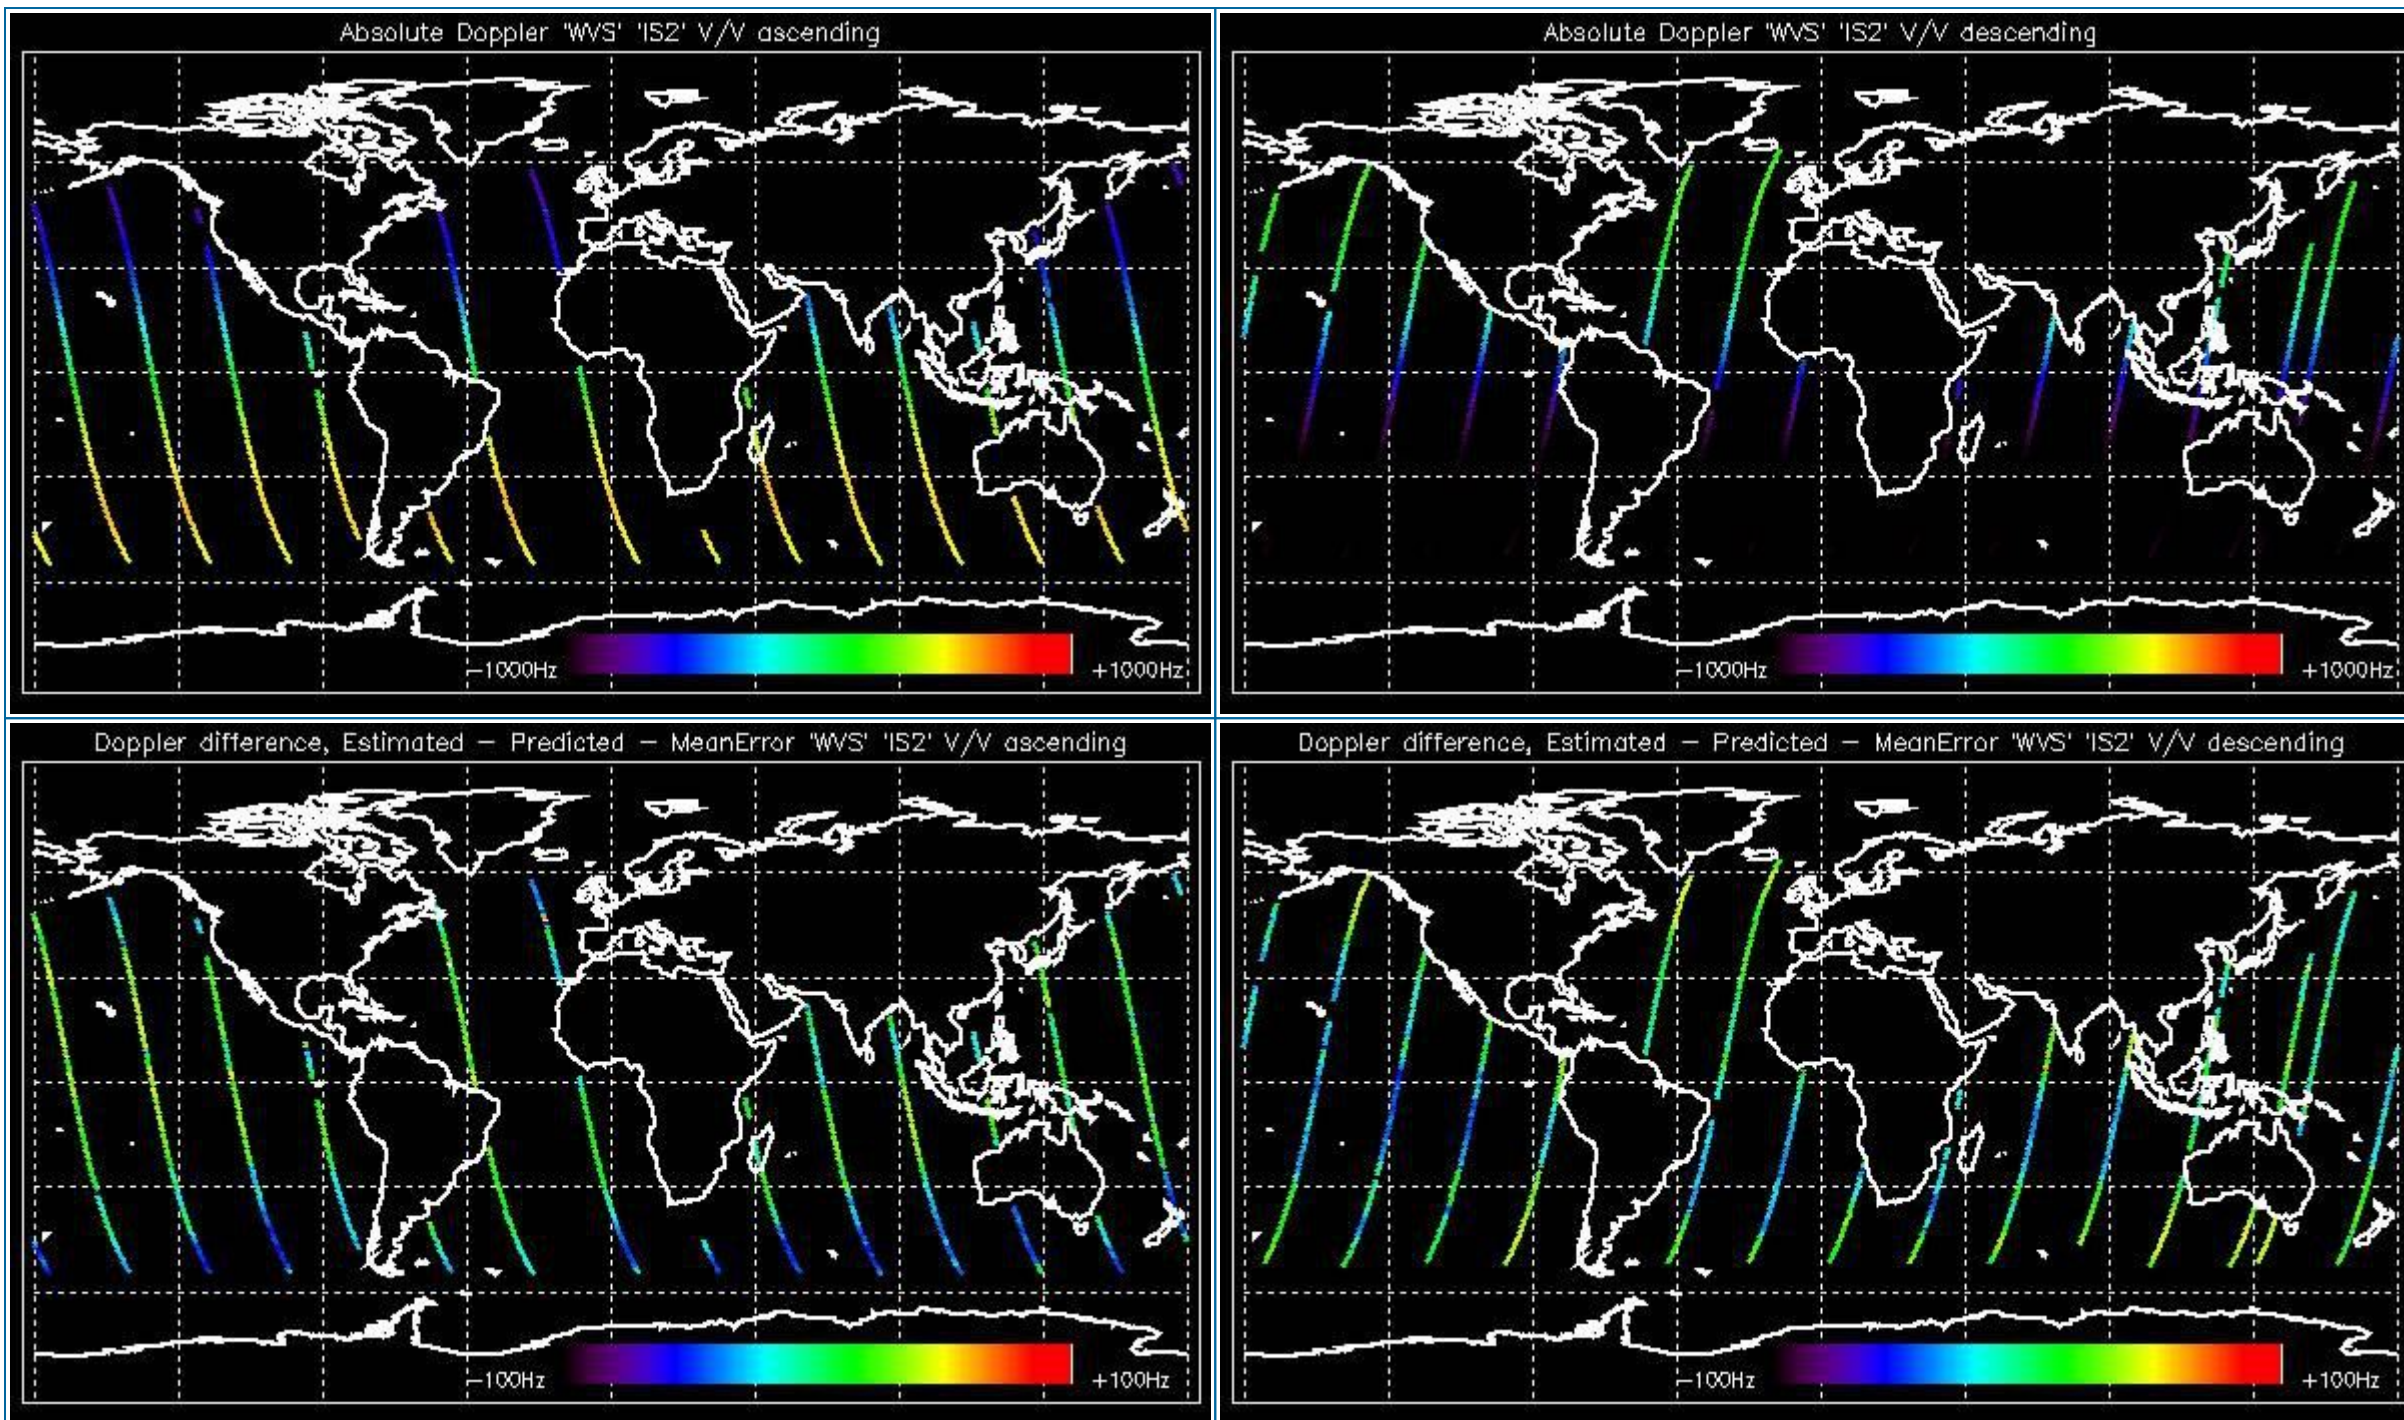 Absolute Doppler 'WVS' 'IS2' V/V ascending
-1000Hz
+1000Hz
Absolute Doppler 'WVS' 'IS2' V/V descending
-1000Hz
+1000Hz
Doppler difference, Estimated - Predicted - MeanError 'WVS' 'IS2' V/V ascending
-100Hz
+100Hz
Doppler difference, Estimated - Predicted - MeanError 'WVS' 'IS2' V/V descending
-100Hz
+100Hz